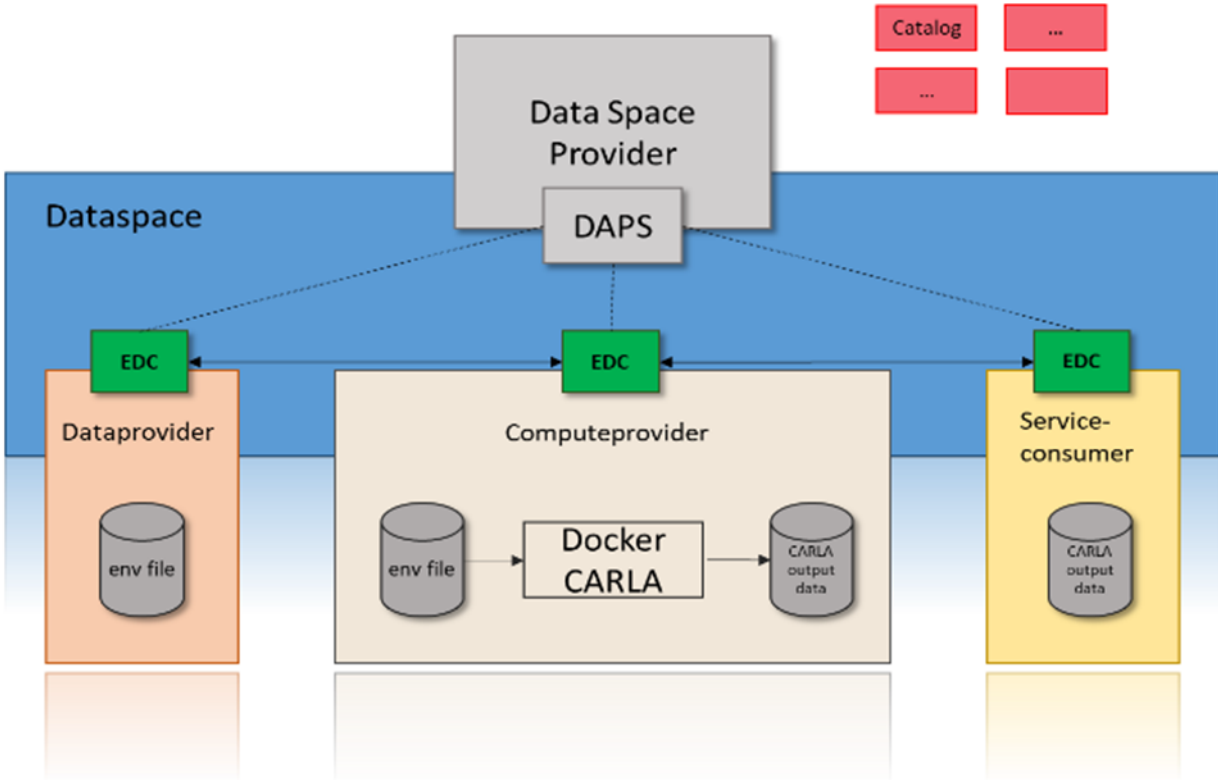 Catalog
...
...
Data Space
Provider
Dataspace
DAPS
EDC
EDC
EDC
Dataprovider
Computeprovider
Service-
consumer
env file
env file
Docker
CARLA
CARLA
output
data
CARLA
output
data